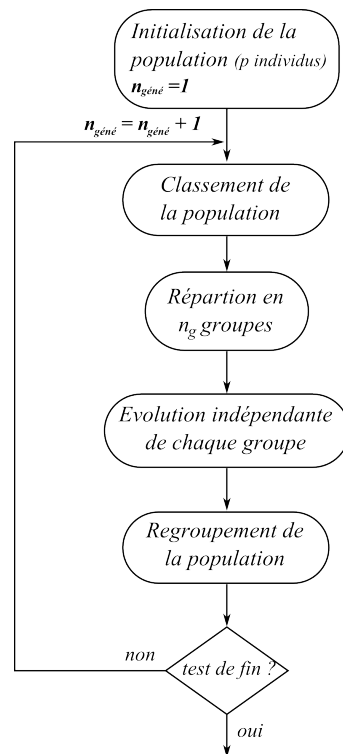 Initialisation de la
population (p individus)
n_géné =1
n_géné = n_géné + 1
Classement de
la population
Répartion en
n_g groupes
Evolution indépendante
de chaque groupe
Regroupement de
la population
non
test de fin ?
oui